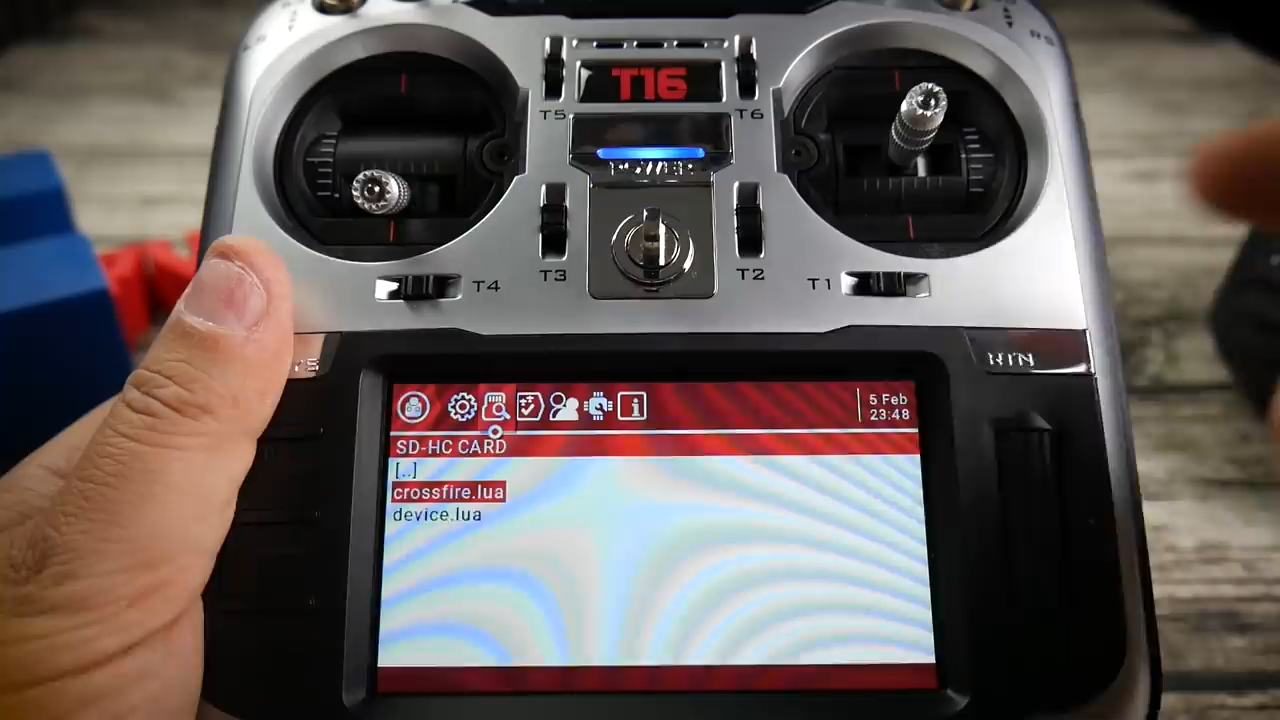 T16
T5
T6
POWER
T3
T2
T4
T1
RTN
5 Feb
23:48
SD-HC CARD
[..]
crossfire.lua
device.lua